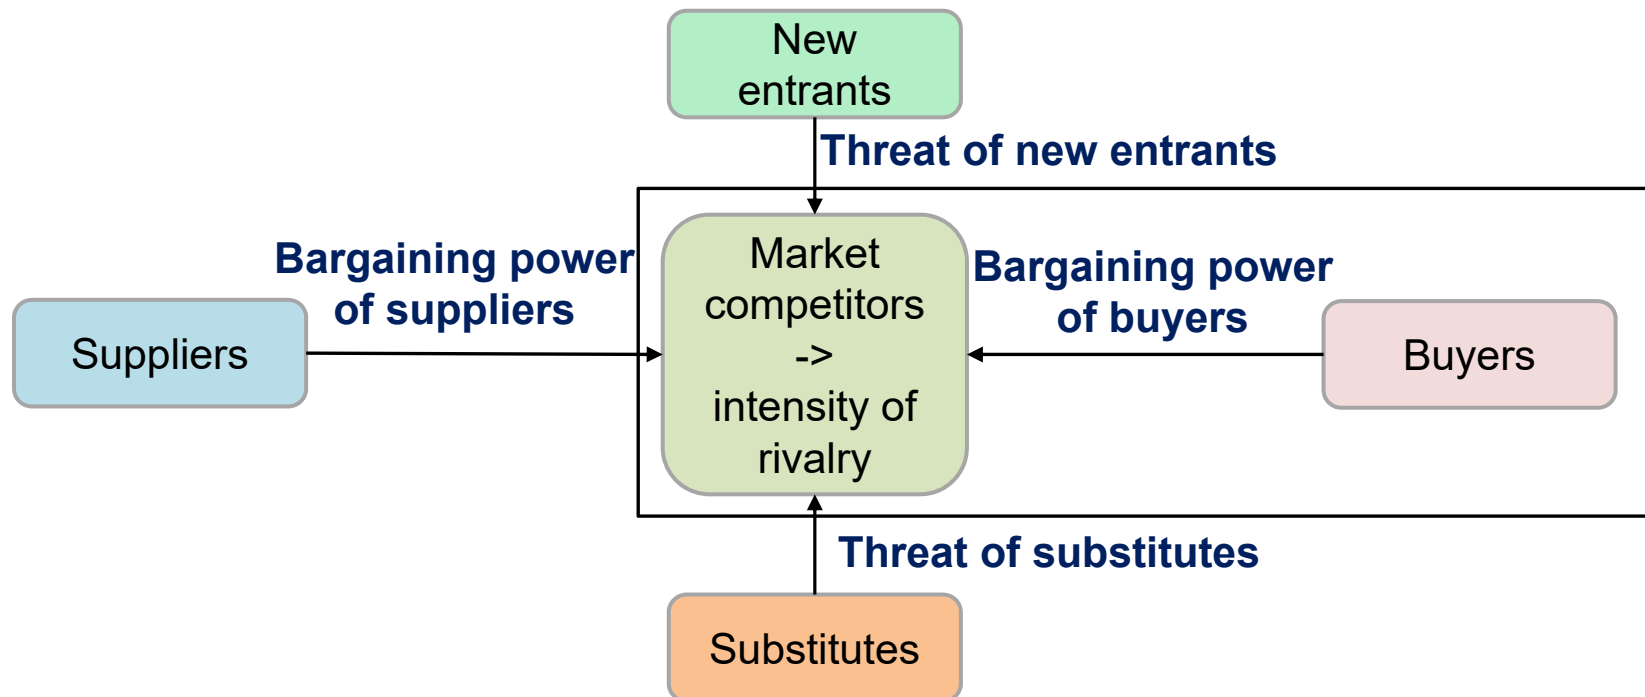 New
entrants
Threat of new entrants
Bargaining power
of suppliers
Market
competitors
->
intensity of
rivalry
Bargaining power
of buyers
Suppliers
Buyers
Threat of substitutes
Substitutes